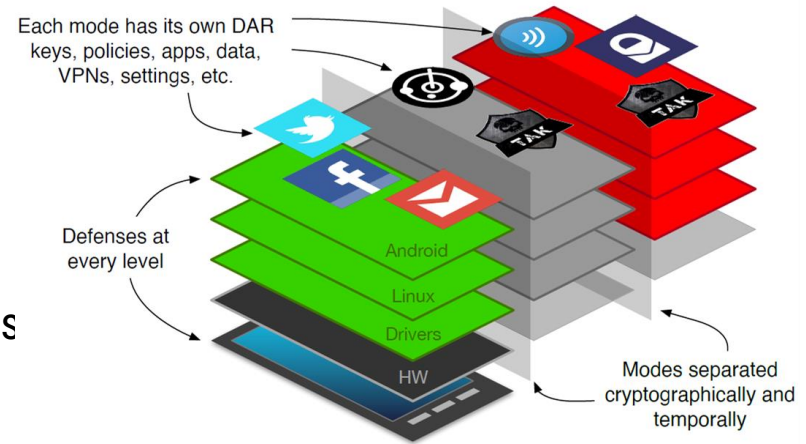 Each mode has its own DAR
keys, policies, apps, data,
VPNs, settings, etc.
TAK
TAK
f
Defenses at
every level
Android
Linux
Drivers
HW
s
Modes separated
cryptographically and
temporally